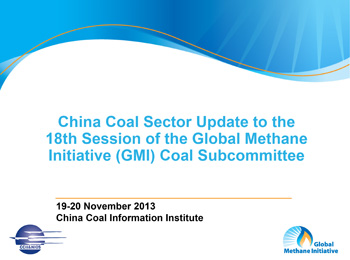 China Coal Sector Update to the
18th Session of the Global Methane
Initiative (GMI) Coal Subcommittee
19-20 November 2013
China Coal Information Institute
Global
Methane Initiative